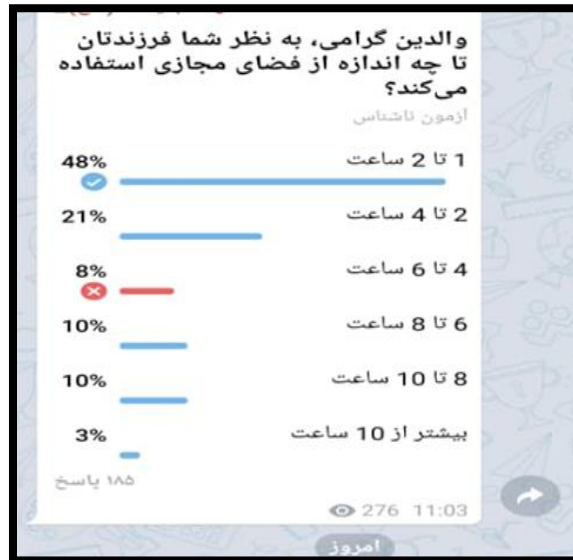 والدین گرامی، به نظر شما فرزندتان
تا چه اندازه از فضای مجازی استفاده
می‌کند؟
آزمون ناشناس
1 تا 2 ساعت 48%
2 تا 4 ساعت 21%
4 تا 6 ساعت 8%
6 تا 8 ساعت 10%
8 تا 10 ساعت 10%
بیشتر از 10 ساعت 3%
۱۸۵ پاسخ
276 11:03
امروز